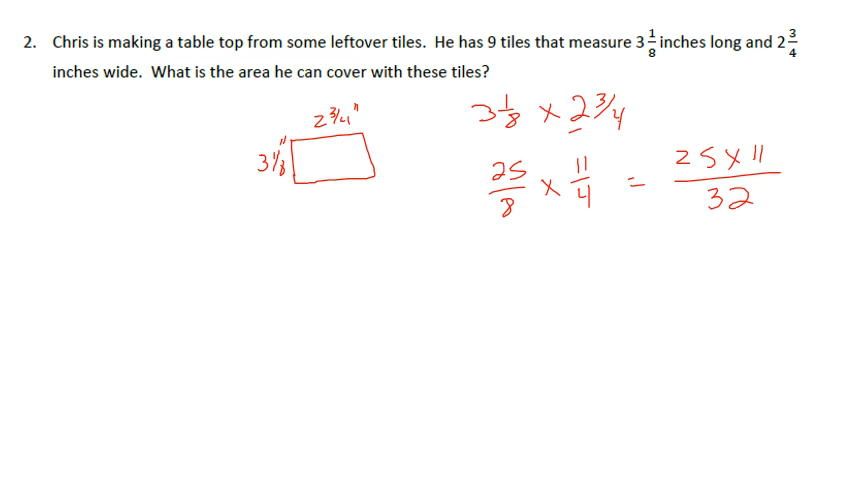 2. Chris is making a table top from some leftover tiles. He has 9 tiles that measure 3 1/8 inches long and 2 3/4
inches wide. What is the area he can cover with these tiles?
2 3/4"
3 1/8"
3 1/8 × 2 3/4
25/8 × 11/4 = 25 × 11/32